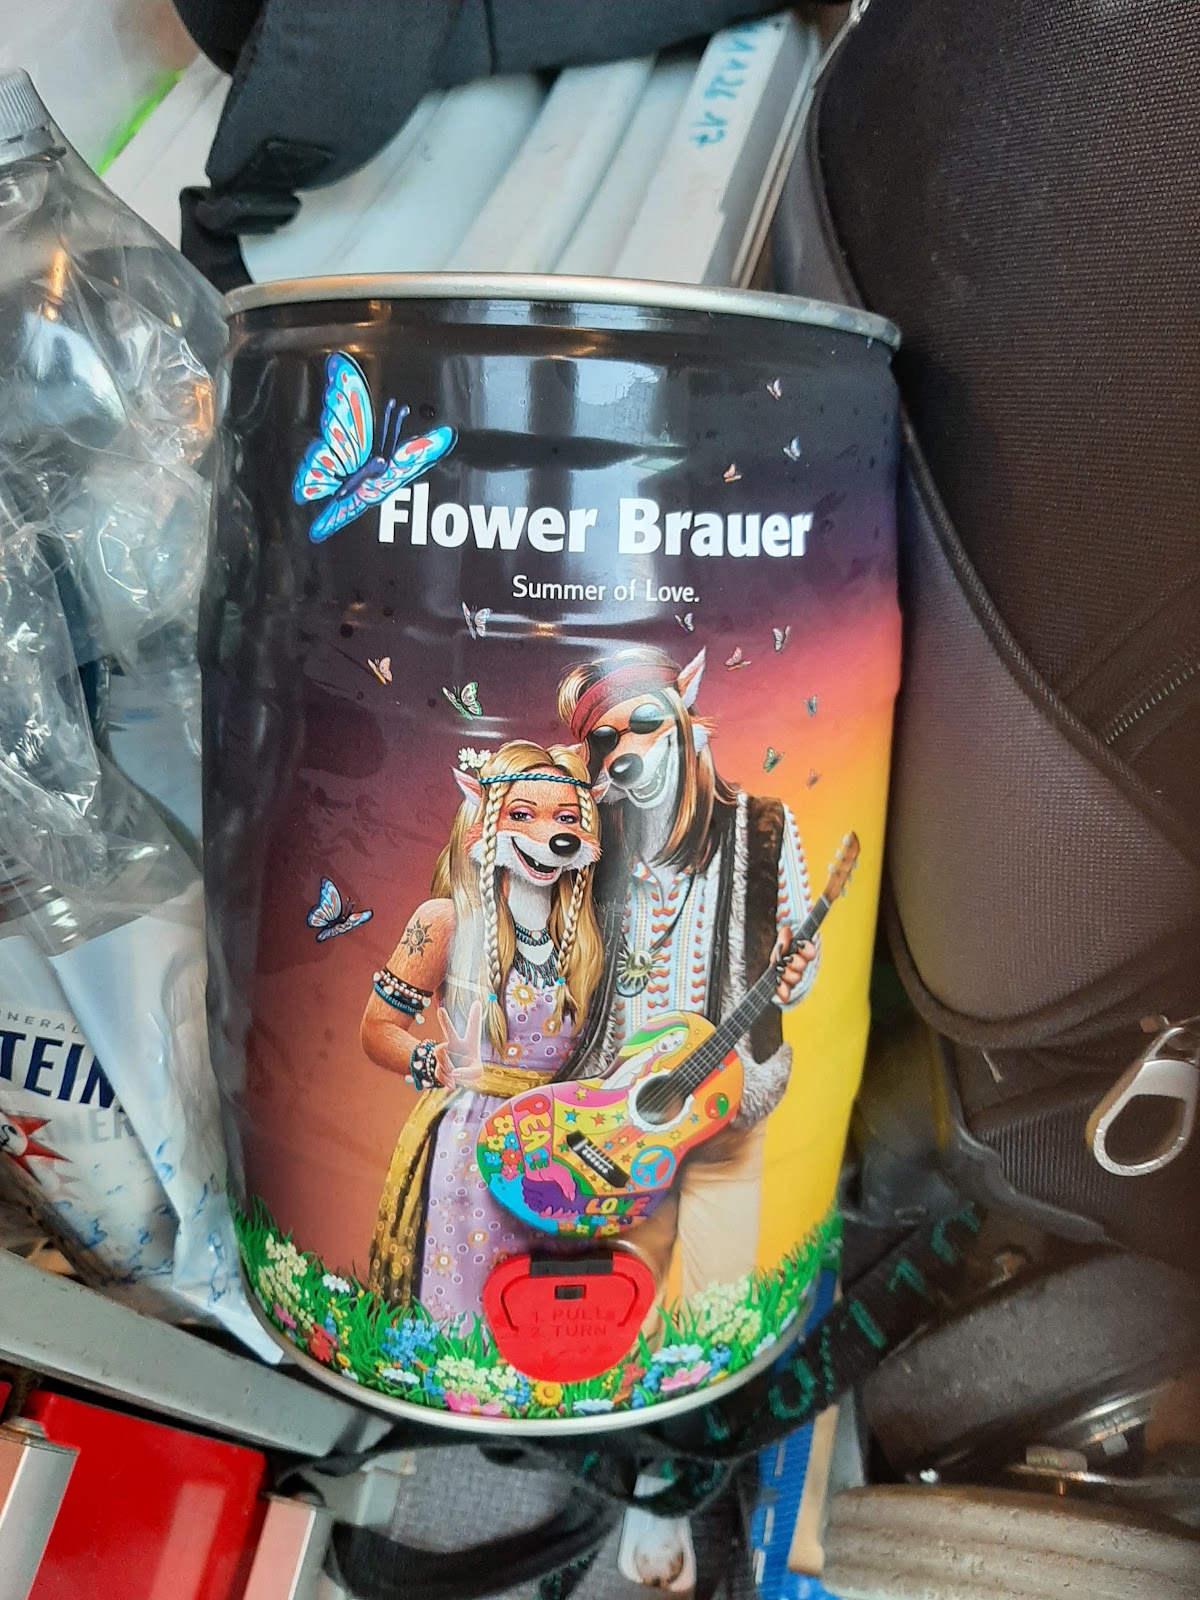 Flower Brauer
Summer of Love.
PEACE
LOVE
1. PULL
2. TURN